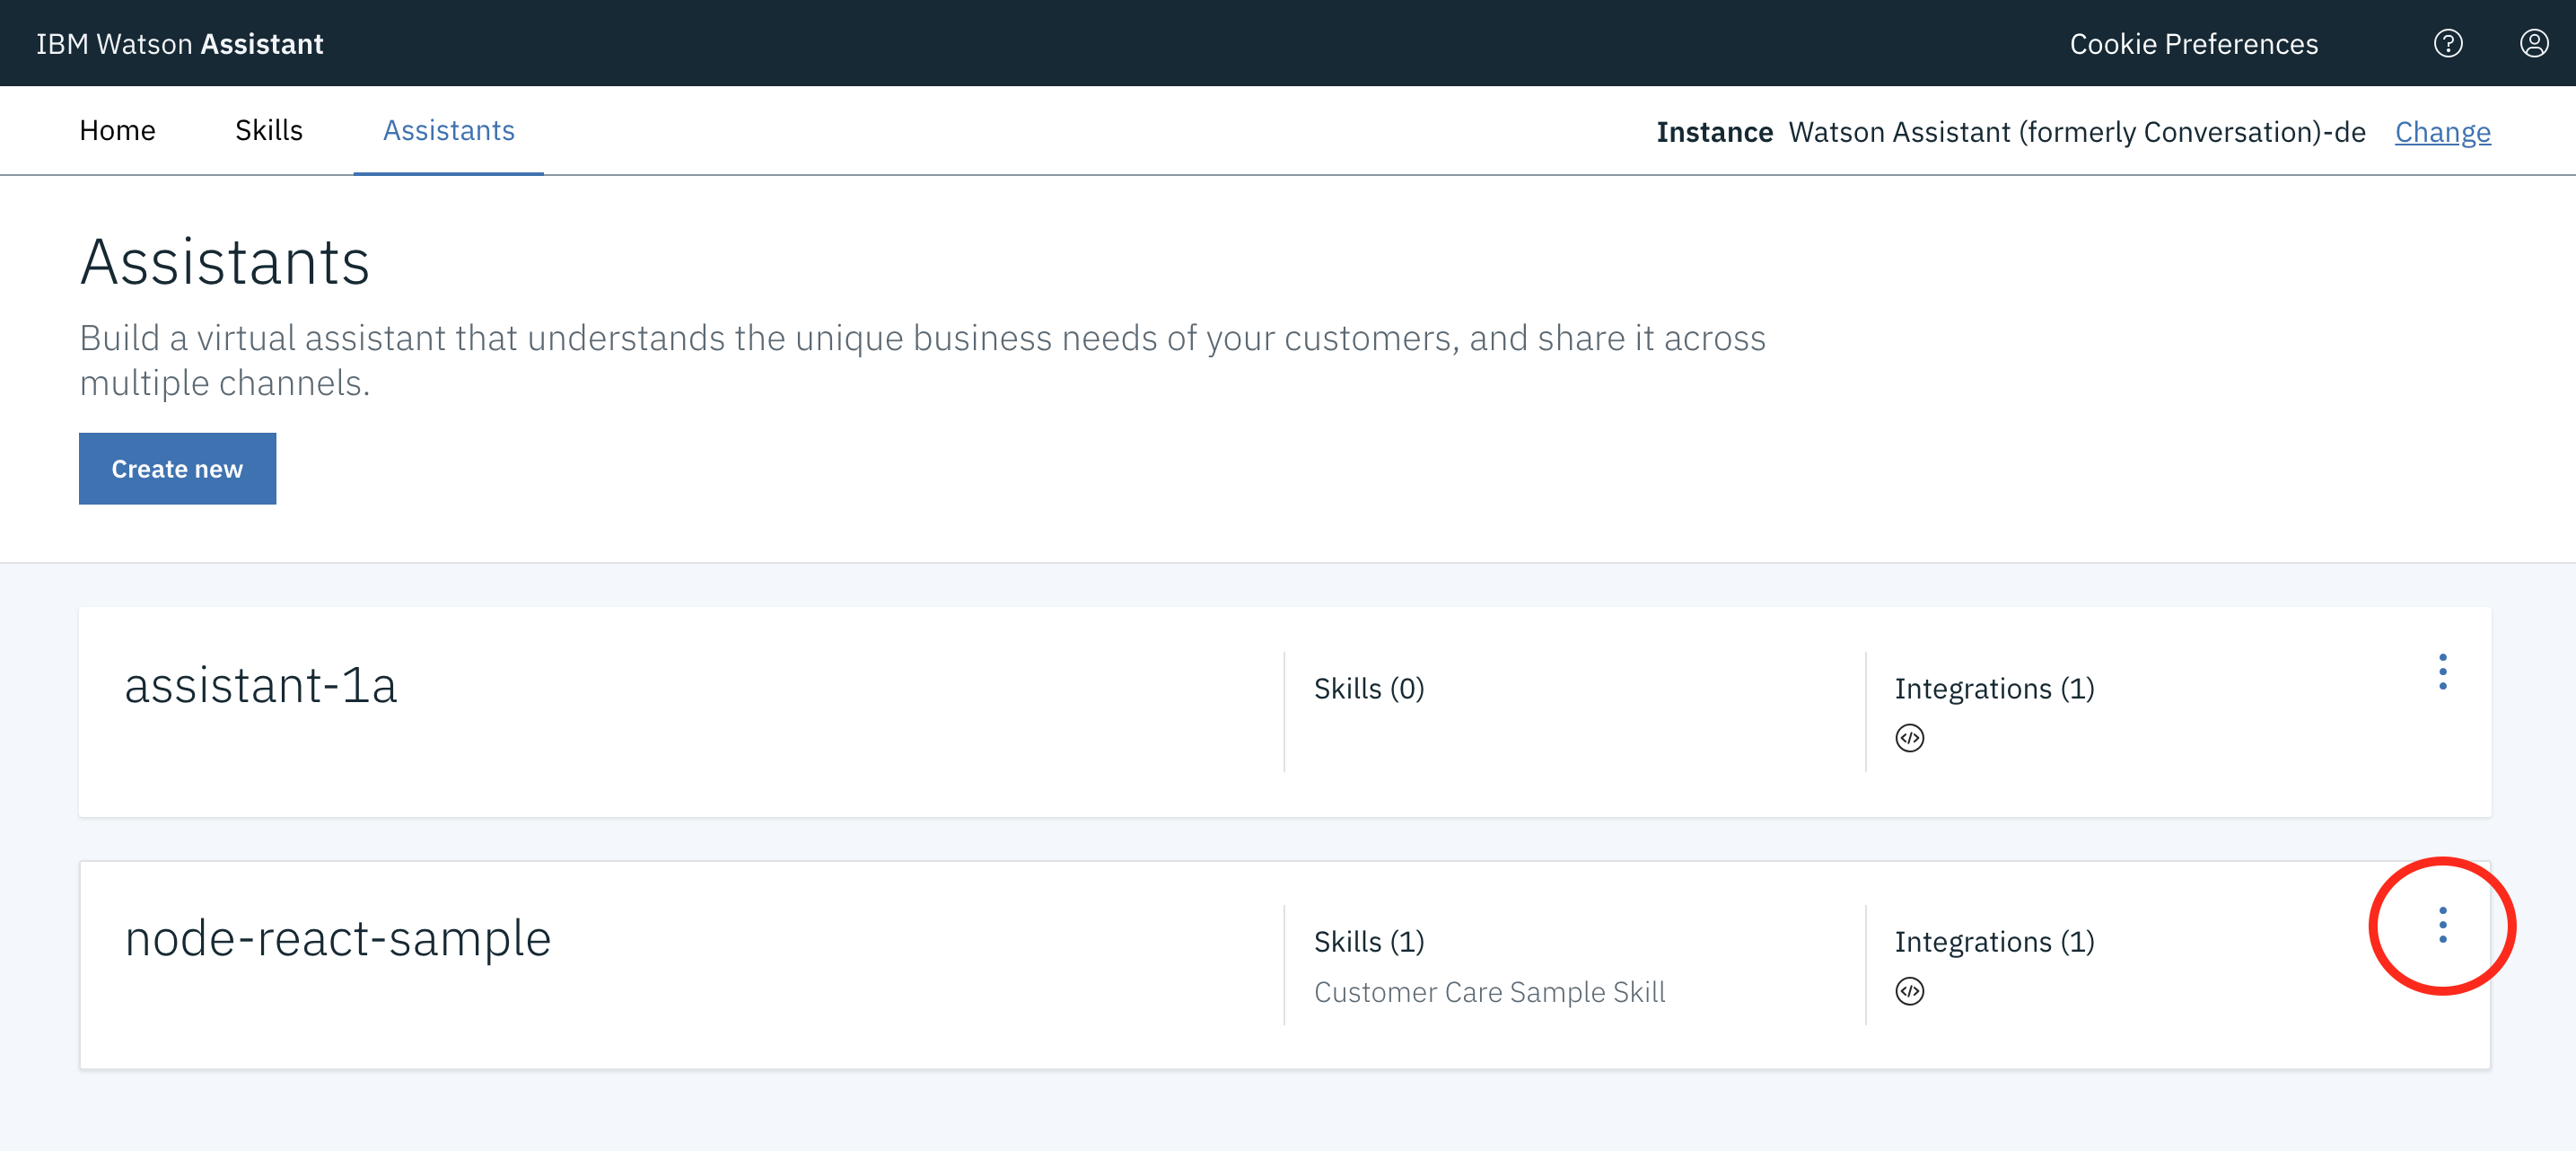 IBM Watson Assistant
Cookie Preferences
Home
Skills
Assistants
Instance Watson Assistant (formerly Conversation)-de
Change
Assistants
Build a virtual assistant that understands the unique business needs of your customers, and share it across
multiple channels.
Create new
assistant-1a
Skills (0)
Integrations (1)
node-react-sample
Skills (1)
Customer Care Sample Skill
Integrations (1)